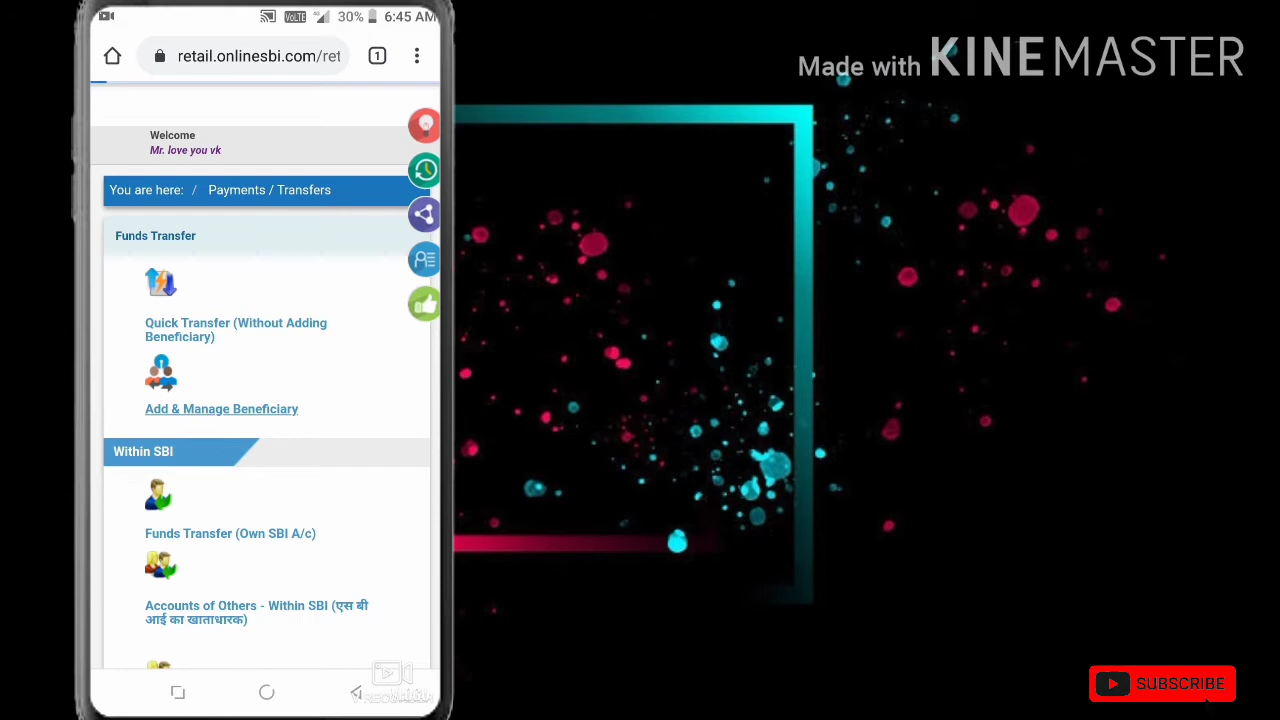 VoLTE 30% 6:45 AM
retail.onlinesbi.com/ret 1
Made with KINEMASTER
Welcome
Mr. love you vk
You are here: / Payments / Transfers
Funds Transfer
Quick Transfer (Without Adding
Beneficiary)
Add & Manage Beneficiary
Within SBI
Funds Transfer (Own SBI A/c)
Accounts of Others - Within SBI (एस बी
आई का खाताधारक)
SUBSCRIBE